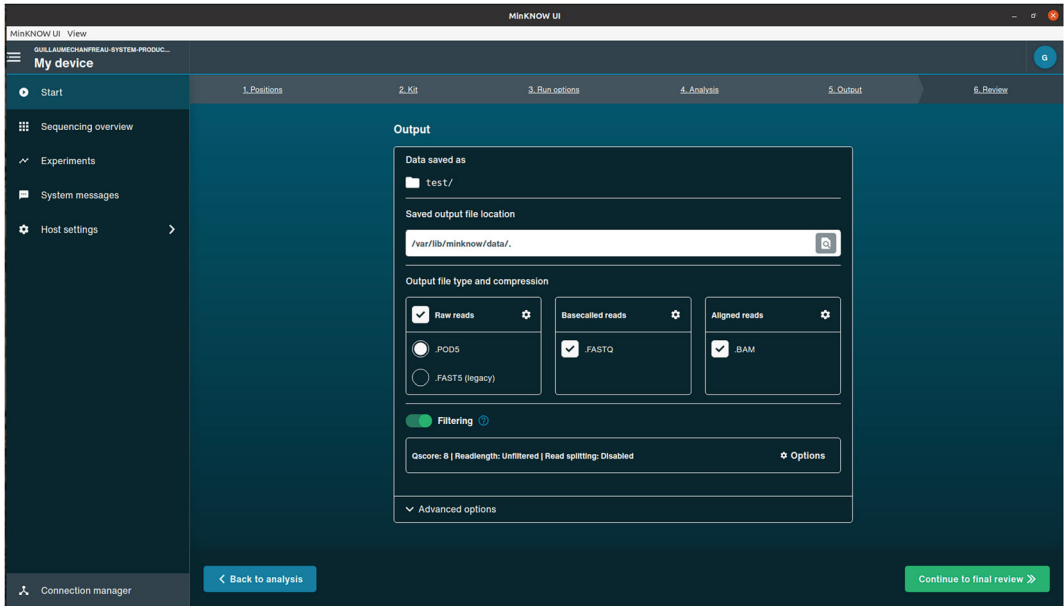 MinKNOW UI
MinKNOW UI View
GUILLAUMECHANFREAU-SYSTEM-PRODUC...
My device
G
Start
Sequencing overview
Experiments
System messages
Host settings
Connection manager
1. Positions
2. Kit
3. Run options
4. Analysis
5. Output
6. Review
Output
Data saved as
test/
Saved output file location
/var/lib/minknow/data/.
Output file type and compression
Raw reads
.POD5
.FAST5 (legacy)
Basecalled reads
.FASTQ
Aligned reads
.BAM
Filtering ?
Qscore: 8 | Readlength: Unfiltered | Read splitting: Disabled
Options
Advanced options
Back to analysis
Continue to final review